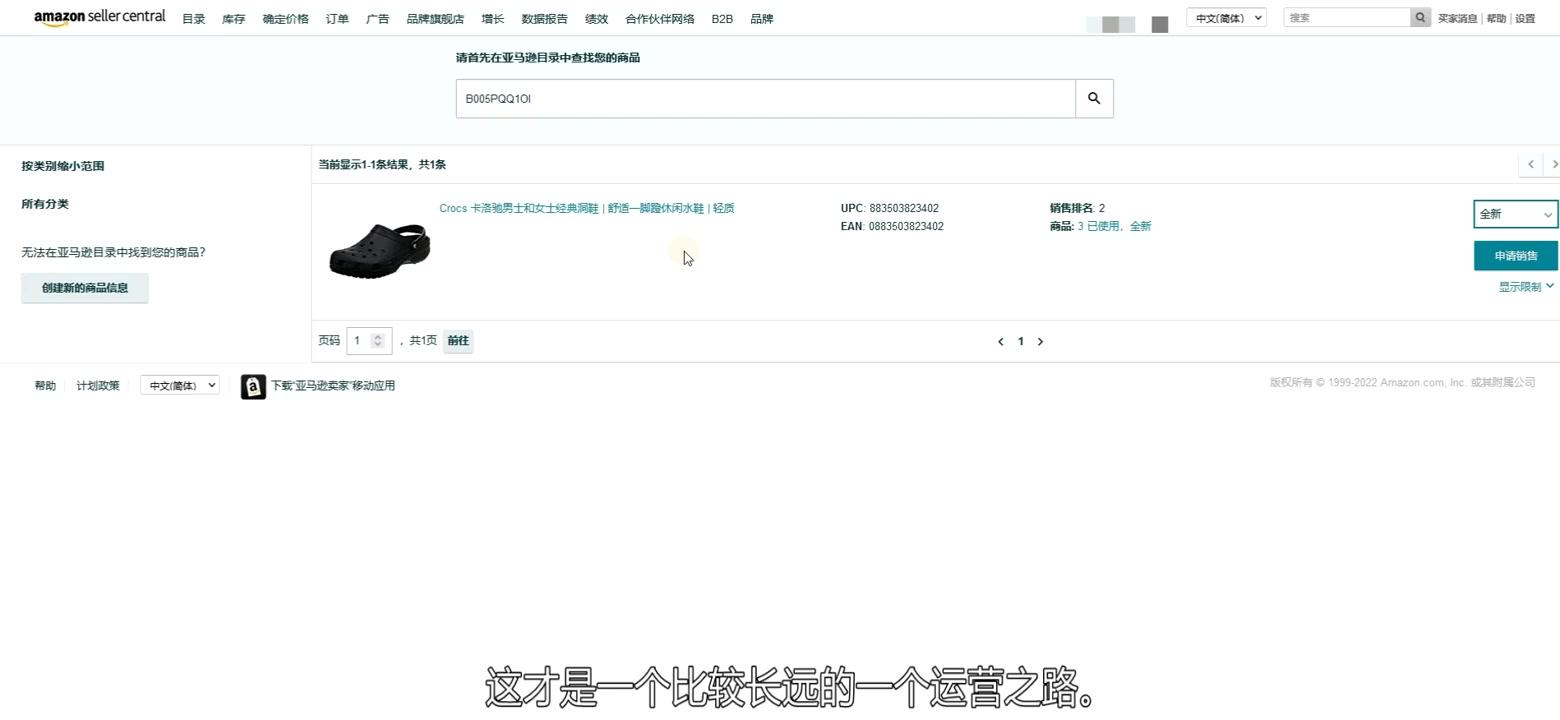 amazon seller central 目录 库存 确定价格 订单 广告 品牌旗舰店 增长 数据报告 绩效 合作伙伴网络 B2B 品牌 中文(简体) 搜索 买家消息 | 帮助 | 设置
请首先在亚马逊目录中查找您的商品
B005PQQ1OI
按类别缩小范围
当前显示1-1条结果，共1条
所有分类
Crocs 卡洛驰男士和女士经典洞鞋 | 舒适一脚蹬休闲水鞋 | 轻质
UPC: 883503823402
EAN: 0883503823402
销售排名: 2
商品: 3 已使用，全新
全新
申请销售
显示限制
无法在亚马逊目录中找到您的商品？
创建新的商品信息
页码 1 ，共1页 前往
1
帮助 计划政策 中文(简体) 下载“亚马逊卖家”移动应用
版权所有 © 1999-2022 Amazon.com, Inc. 或其附属公司
这才是一个比较长远的一个运营之路。